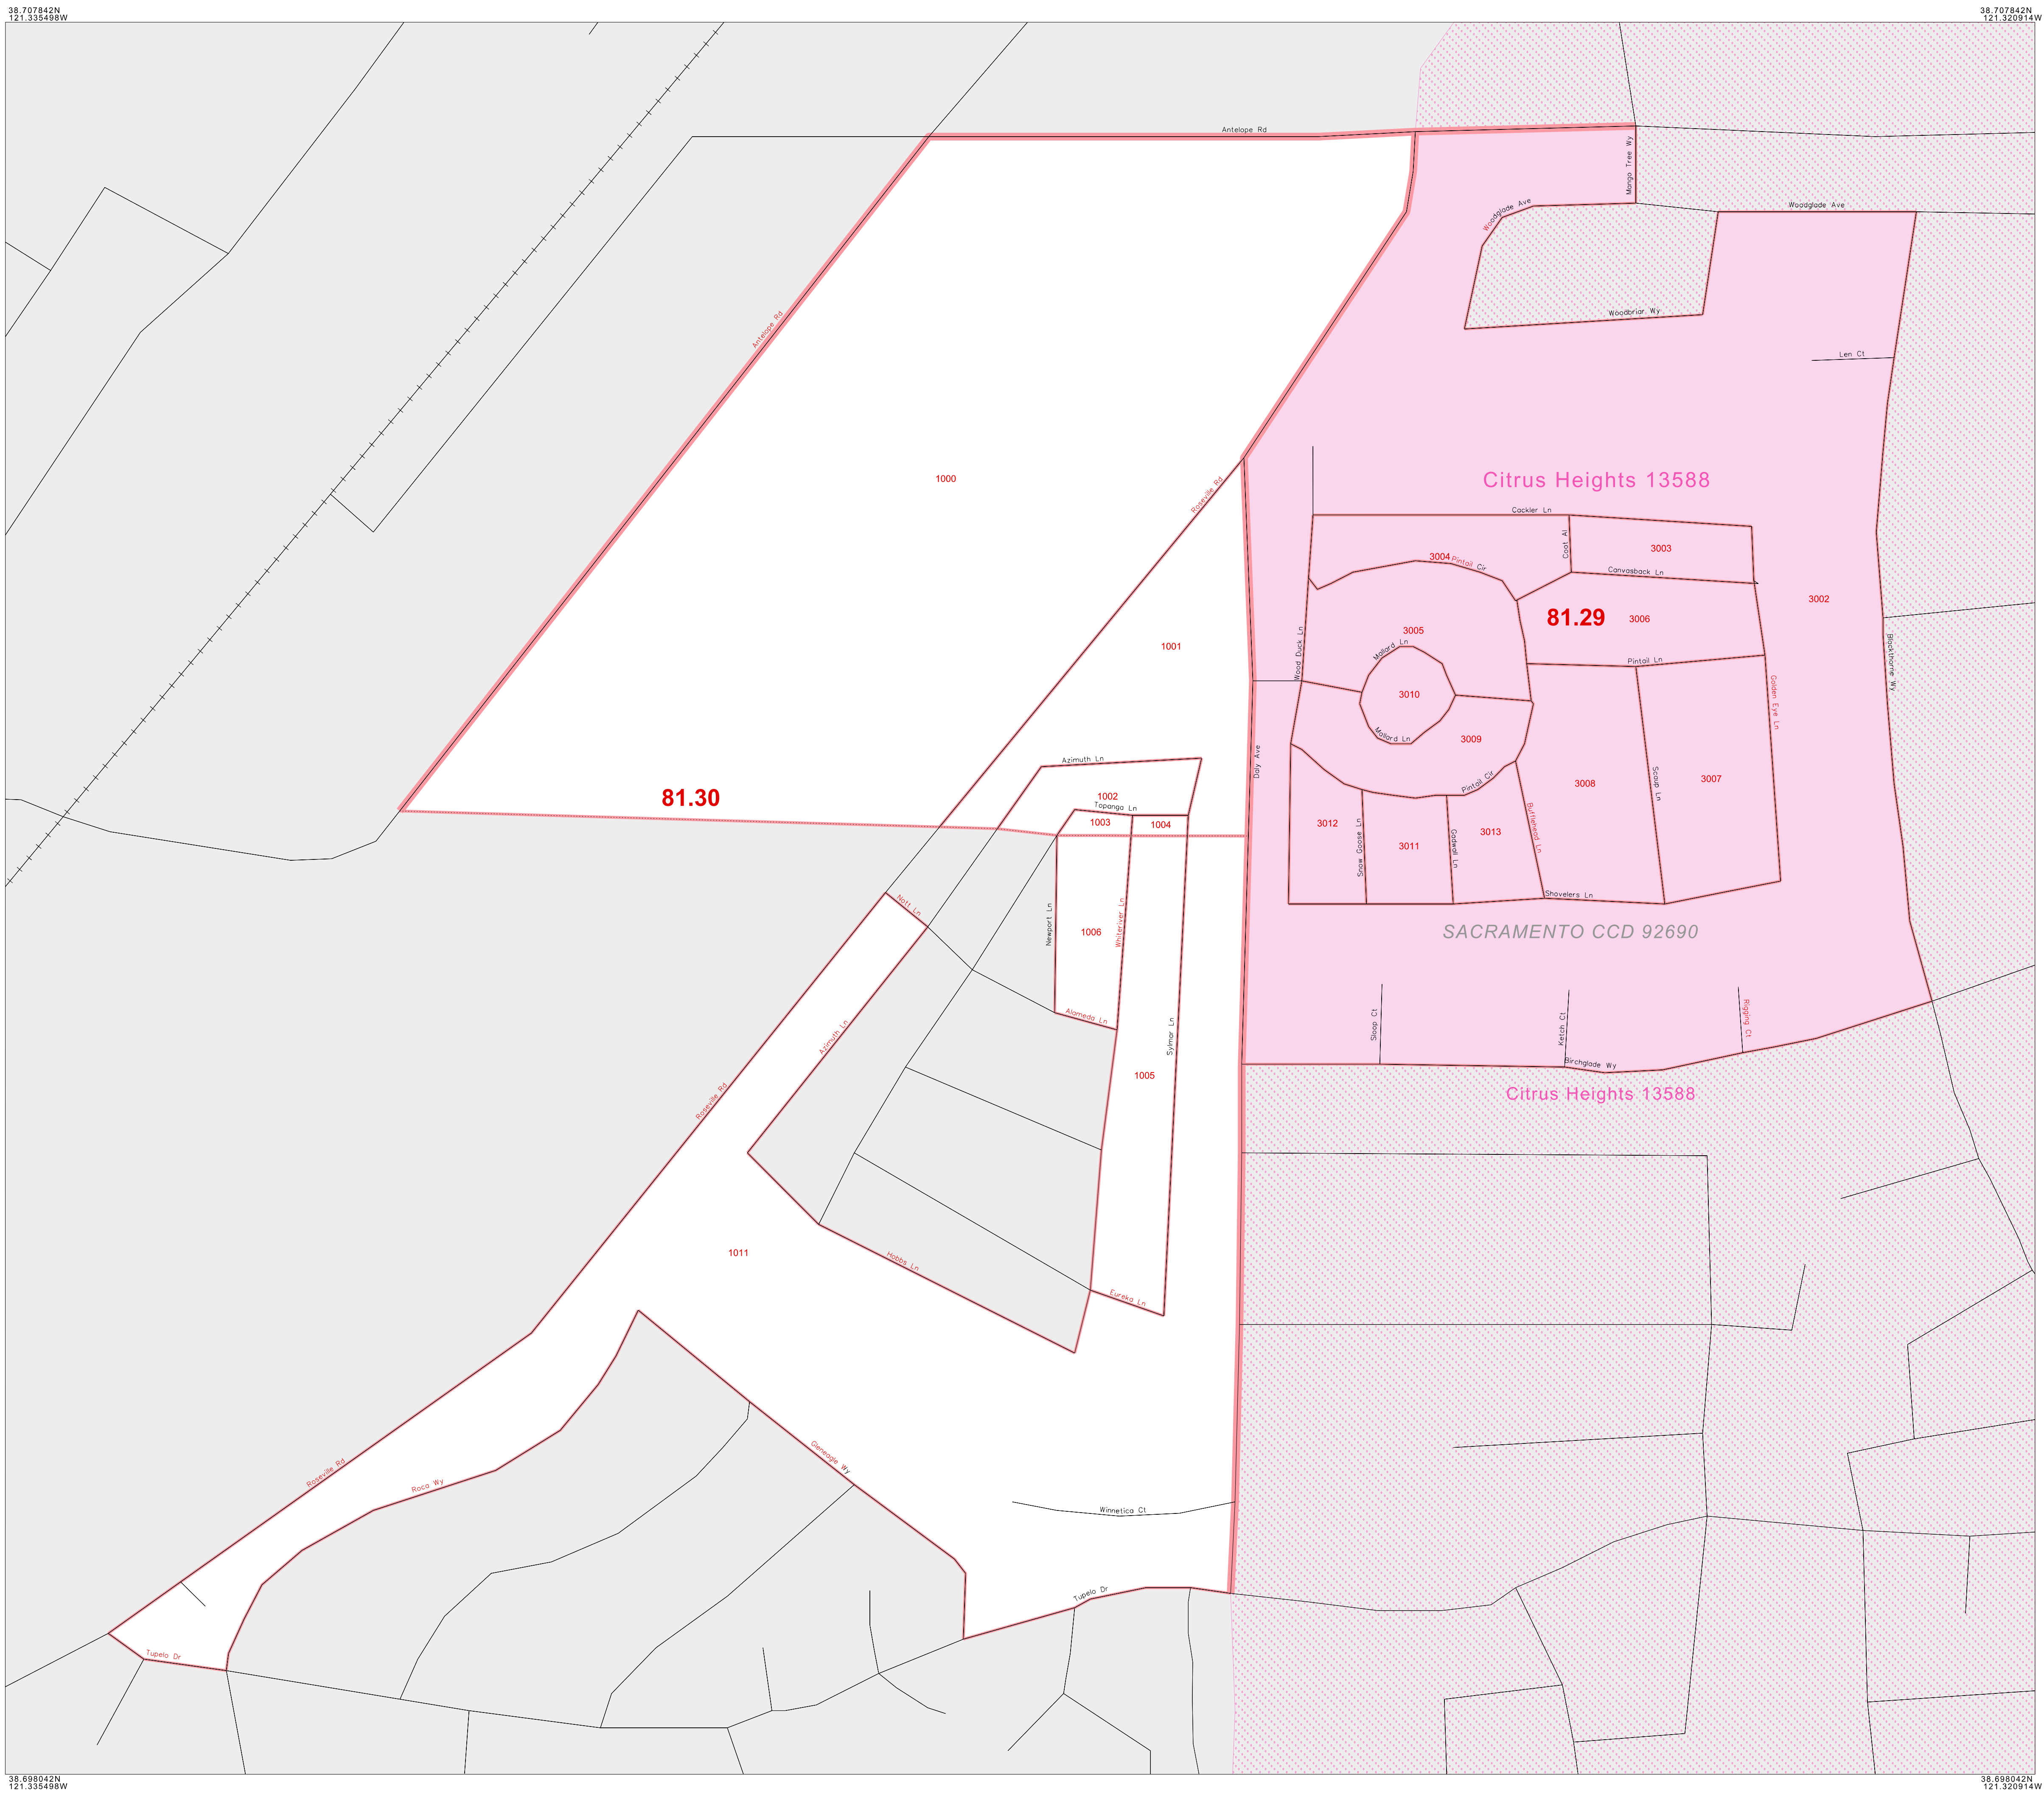 38.707842N
121.335498W
38.707842N
121.320914W
Antelope Rd
Mango Tree Wy
Woodglade Ave
Woodglade Ave
Woodbriar Wy
Antelope Rd
Len Ct
1000
Roseville Rd
Citrus Heights 13588
Cackler Ln
Coot Al
3003
3004
Pintail Cir
Canvasback Ln
3002
81.29
3006
3005
Wood Duck Ln
Mallard Ln
1001
Pintail Ln
Blackthorne Wy
3010
Golden Eye Ln
Mallard Ln
3009
Daly Ave
Azimuth Ln
Pintail Cir
3008
Scaup Ln
3007
81.30
1002
Topanga Ln
1003
1004
3012
Snow Goose Ln
3011
Gadwall Ln
3013
Bufflehead Ln
Shovelers Ln
Nott Ln
Newport Ln
1006
Whiteriver Ln
SACRAMENTO CCD 92690
Alameda Ln
Azimuth Ln
Sylmar Ln
Sloop Ct
Ketch Ct
Rigging Ct
Birchglade Wy
1005
Roseville Rd
Citrus Heights 13588
1011
Hobbs Ln
Eureka Ln
Gleneagle Wy
Roseville Rd
Roca Wy
Winnetica Ct
Tupelo Dr
Tupelo Dr
38.698042N
121.335498W
38.698042N
121.320914W